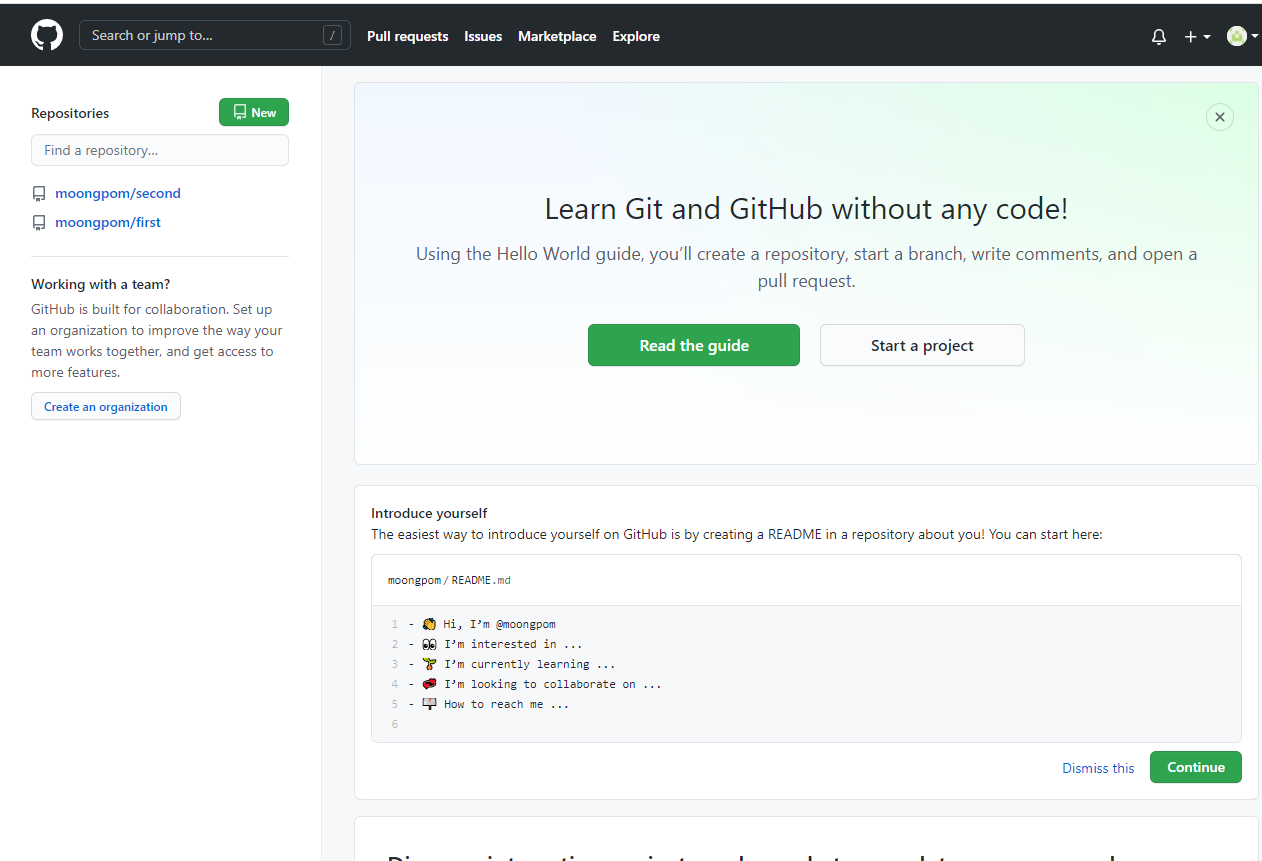 Search or jump to... /
Pull requests Issues Marketplace Explore
Repositories
New
Find a repository...
moongpom/second
moongpom/first
Working with a team?
GitHub is built for collaboration. Set up
an organization to improve the way your
team works together, and get access to
more features.
Create an organization
Learn Git and GitHub without any code!
Using the Hello World guide, you’ll create a repository, start a branch, write comments, and open a
pull request.
Read the guide
Start a project
Introduce yourself
The easiest way to introduce yourself on GitHub is by creating a README in a repository about you! You can start here:
moongpom/README.md
1 - 👋 Hi, I’m @moongpom
2 - 👀 I’m interested in ...
3 - 🌱 I’m currently learning ...
4 - 💞️ I’m looking to collaborate on ...
5 - 📫 How to reach me ...
6
Dismiss this
Continue